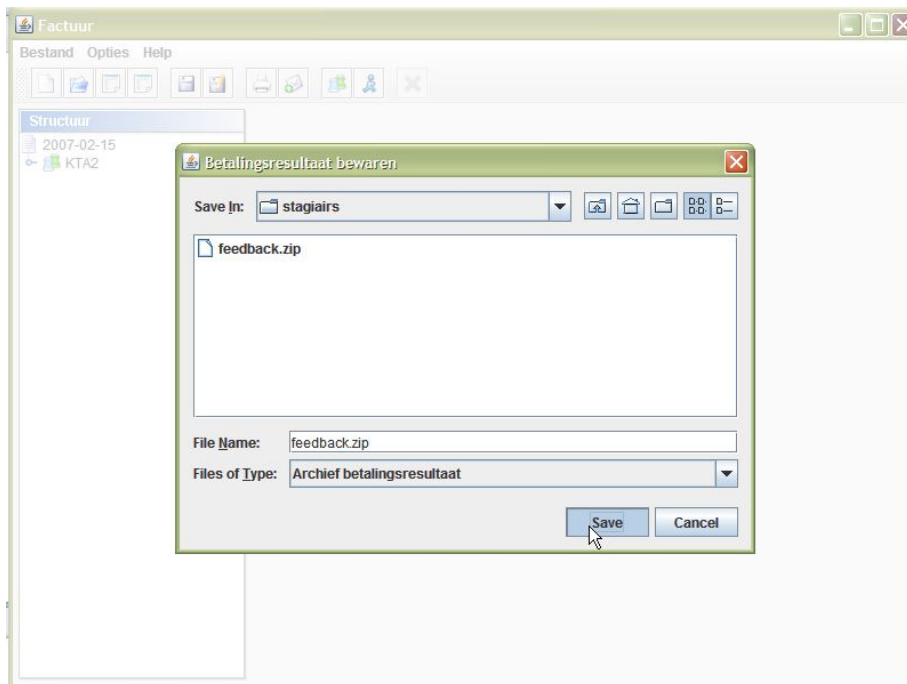 Factuur
Bestand Opties Help
Structuur
2007-02-15
KTA2
Betalingsresultaat bewaren
Save In: stagiairs
feedback.zip
File Name: feedback.zip
Files of Type: Archief betalingsresultaat
Save Cancel